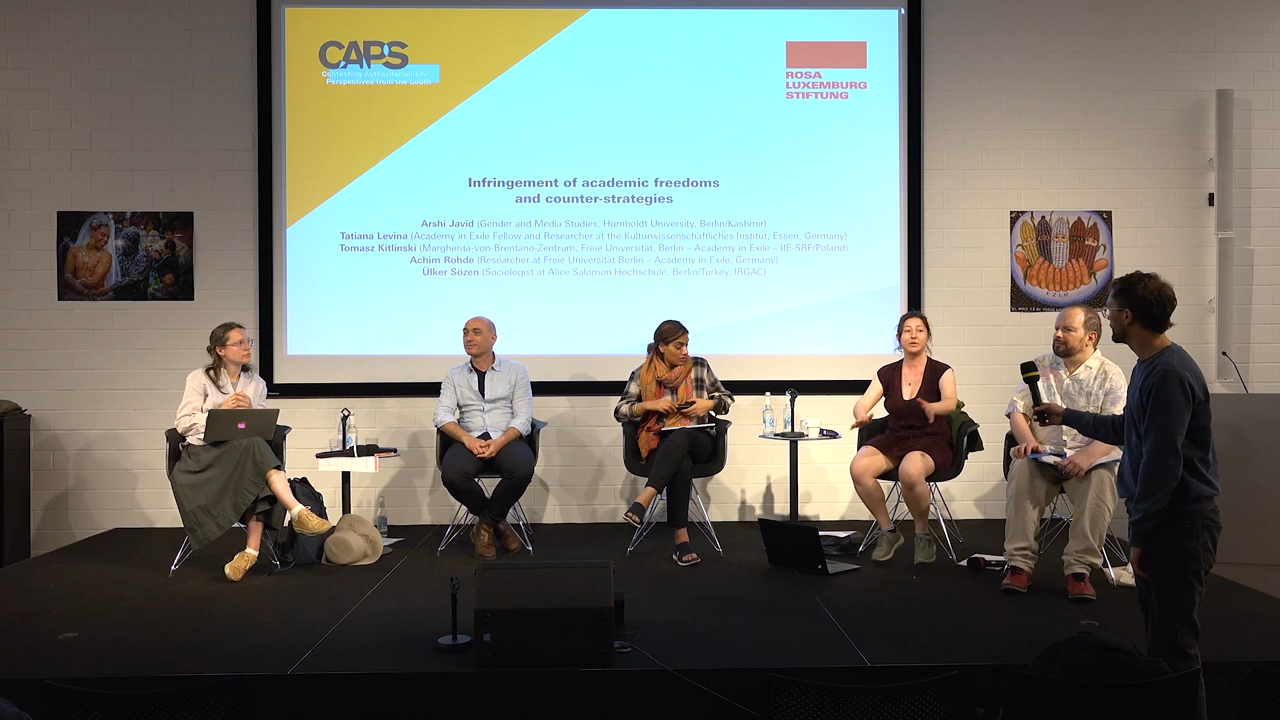 CAPS
Contesting Authoritarianism:
Perspectives from the South
ROSA
LUXEMBURG
STIFTUNG
Infringement of academic freedoms
and counter-strategies
Arshi Javid (Gender and Media Studies, Humboldt University, Berlin/Kashmir)
Tatiana Levina (Academy in Exile Fellow and Researcher at the Kulturwissenschaftliches Institut, Essen, Germany)
Tomasz Kitlinski (Margherita-von-Brentano-Zentrum, Freie Universität, Berlin – Academy in Exile – IIE-SRF/Poland)
Achim Rohde (Researcher at Freie Universität Berlin – Academy in Exile, Germany)
Ülker Sözen (Sociologist at Alice Salomon Hochschule, Berlin/Turkey, IRGAC)